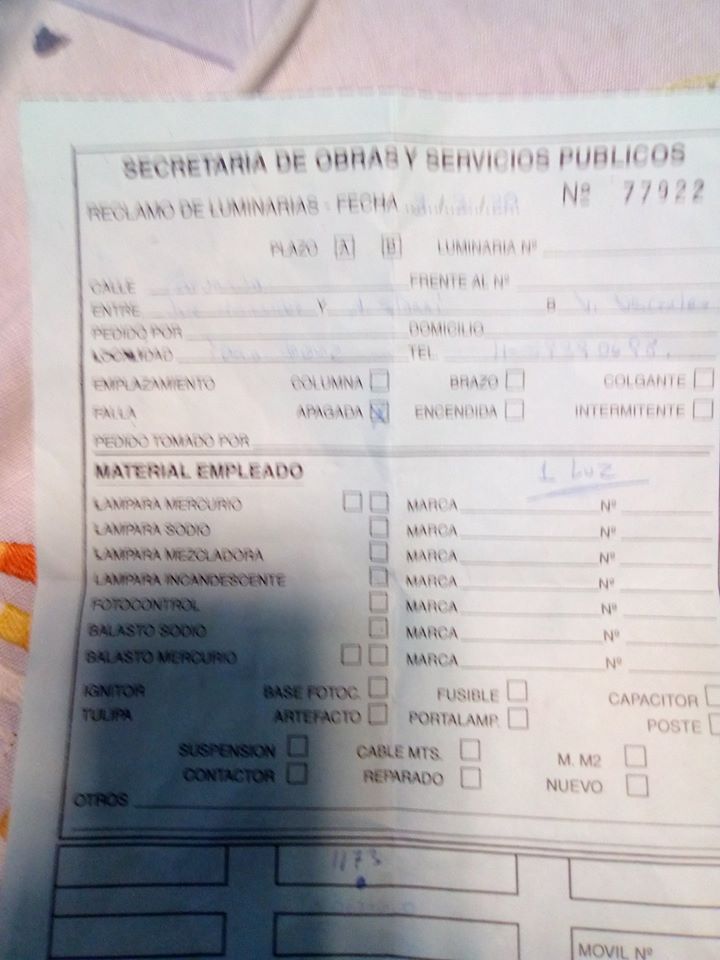 SECRETARIA DE OBRAS Y SERVICIOS PUBLICOS
RECLAMO DE LUMINARIAS - FECHA Nº 77922
PLAZO A B LUMINARIA Nº
CALLE FRENTE AL Nº
ENTRE Y B
PEDIDO POR DOMICILIO
LOCALIDAD TEL.
EMPLAZAMIENTO COLUMNA BRAZO COLGANTE
FALLA APAGADA X ENCENDIDA INTERMITENTE
PEDIDO TOMADO POR
MATERIAL EMPLEADO 1 LUZ
LAMPARA MERCURIO MARCA Nº
LAMPARA SODIO MARCA Nº
LAMPARA MEZCLADORA MARCA Nº
LAMPARA INCANDESCENTE MARCA Nº
FOTOCONTROL MARCA Nº
BALASTO SODIO MARCA Nº
BALASTO MERCURIO MARCA Nº
IGNITOR BASE FOTOC. FUSIBLE CAPACITOR
TULIPA ARTEFACTO PORTALAMP. POSTE
SUSPENSION CABLE MTS. M. M2
CONTACTOR REPARADO NUEVO
OTROS
1173
MOVIL Nº